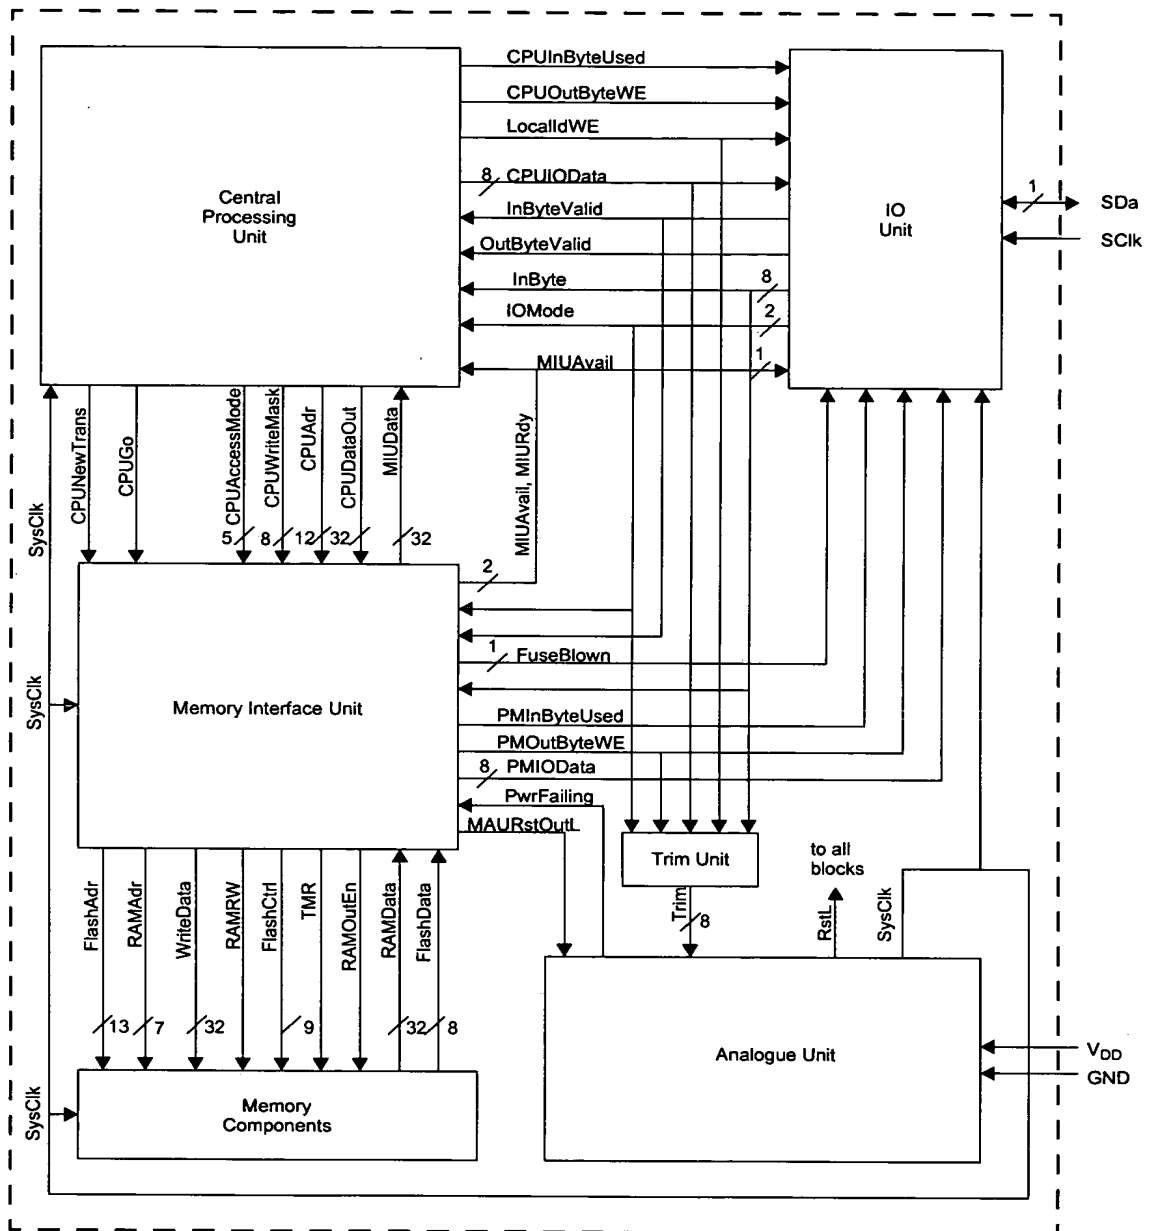 CPUInByteUsed
CPUOutByteWE
LocalIdWE
8 CPUIOData
Central
Processing
Unit
InByteValid
IO
Unit
1
SDa
OutByteValid
SClk
InByte
8
IOMode
2
MIUAvail
1
CPUNewTrans
CPUGo
CPUAccessMode
CPUWriteMask
CPUAdr
CPUDataOut
MIUData
MIUAvail, MIURdy
SysClk
5
8
12
32
32
2
1
FuseBlown
SysClk
Memory Interface Unit
PMInByteUsed
PMOutByteWE
8
PMIOData
PwrFailing
MAURstOutL
Trim Unit
to all
blocks
FlashAdr
RAMAdr
WriteData
RAMRW
FlashCtrl
TMR
RAMOutEn
RAMData
FlashData
Trim
8
RstL
SysClk
13
7
32
9
32
8
Analogue Unit
VDD
GND
SysClk
Memory
Components